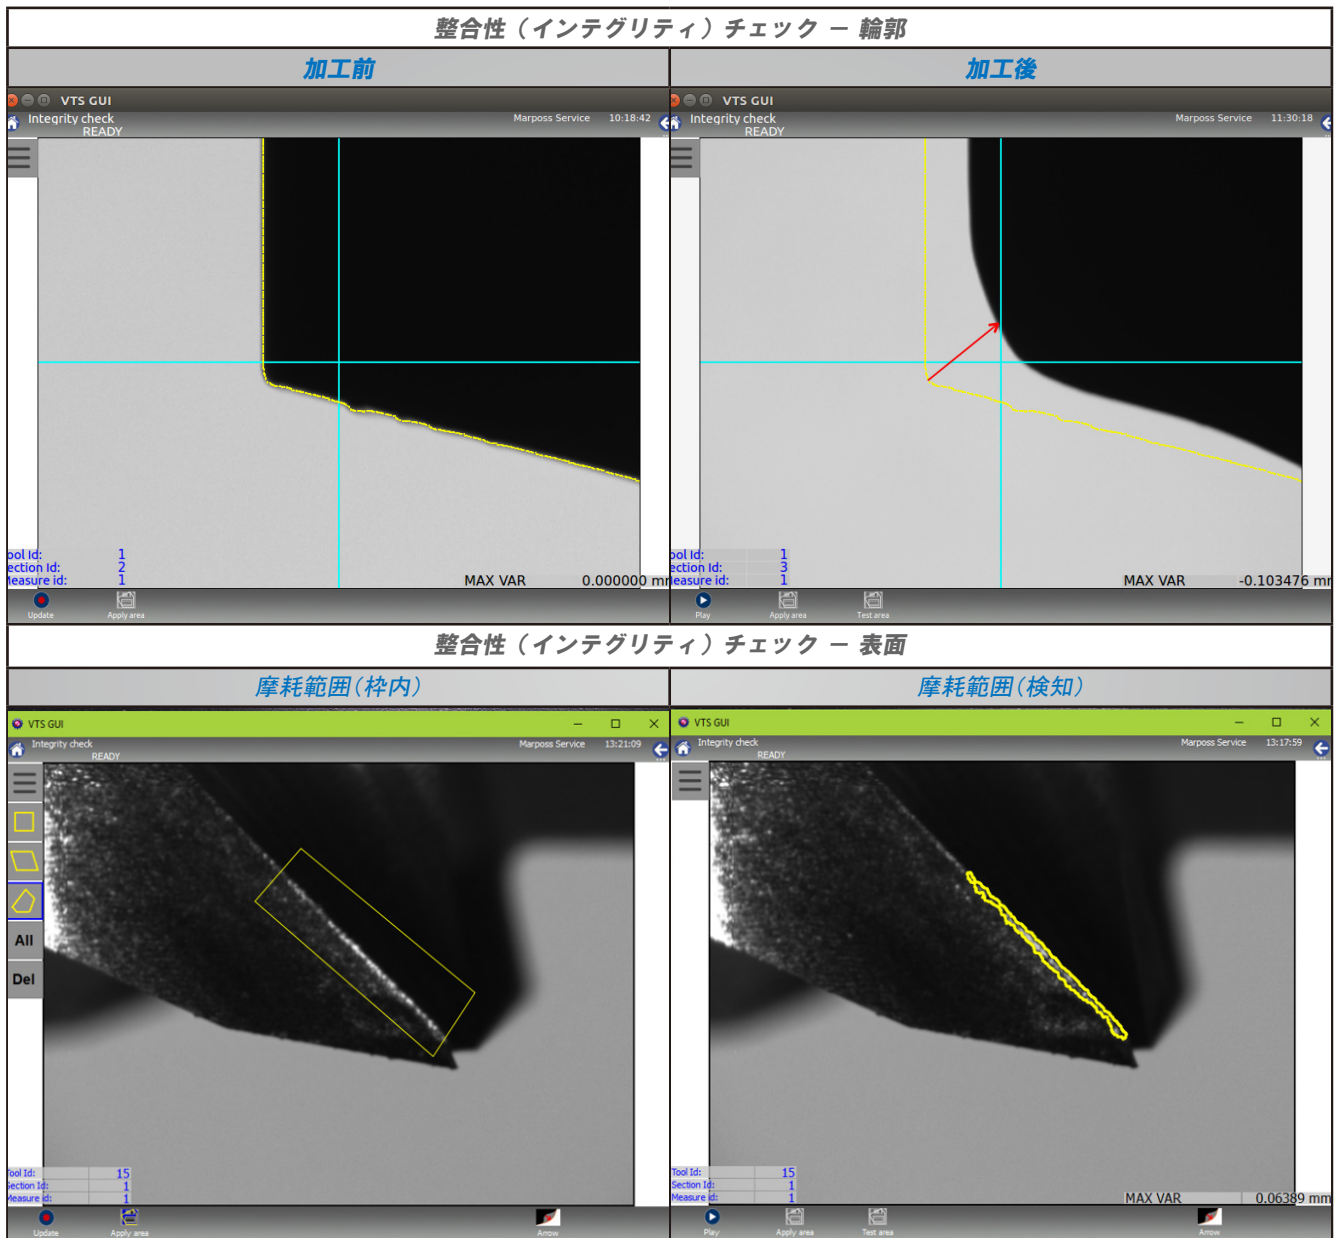 整合性（インテグリティ）チェック － 輪郭
加工前
加工後
VTS GUI
Integrity check
READY
Marposs Service 10:18:42
ool Id: 1
ection Id: 2
Measure id: 1
MAX VAR 0.000000 mm
Update
Apply area
VTS GUI
Integrity check
READY
Marposs Service 11:30:18
ool Id: 1
ection Id: 3
easure id: 1
MAX VAR -0.103476 mm
Play
Apply area
Test area
整合性（インテグリティ）チェック － 表面
摩耗範囲（枠内）
摩耗範囲（検知）
VTS GUI
Integrity check
READY
Marposs Service 13:21:09
All
Del
Tool Id: 15
Section Id: 1
Measure id: 1
Update
Apply area
Arrow
VTS GUI
Integrity check
READY
Marposs Service 13:17:59
Tool Id: 15
Section Id: 1
Measure id: 1
MAX VAR 0.06389 mm
Play
Apply area
Test area
Arrow